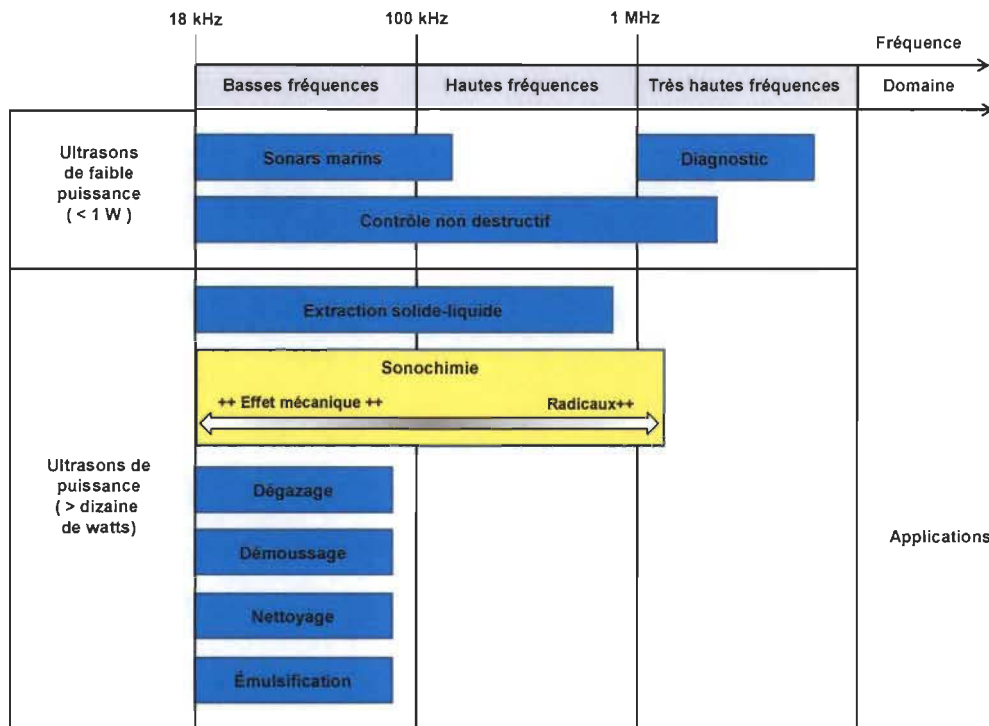 18 kHz 100 kHz 1 MHz
Fréquence
Basses fréquences Hautes fréquences Très hautes fréquences Domaine
Ultrasons
de faible
puissance
( < 1 W )
Sonars marins Diagnostic
Contrôle non destructif
Extraction solide-liquide
Sonochimie
++ Effet mécanique ++ Radicaux++
Ultrasons de
puissance
( > dizaine
de watts)
Dégazage
Démoussage
Nettoyage
Émulsification
Applications